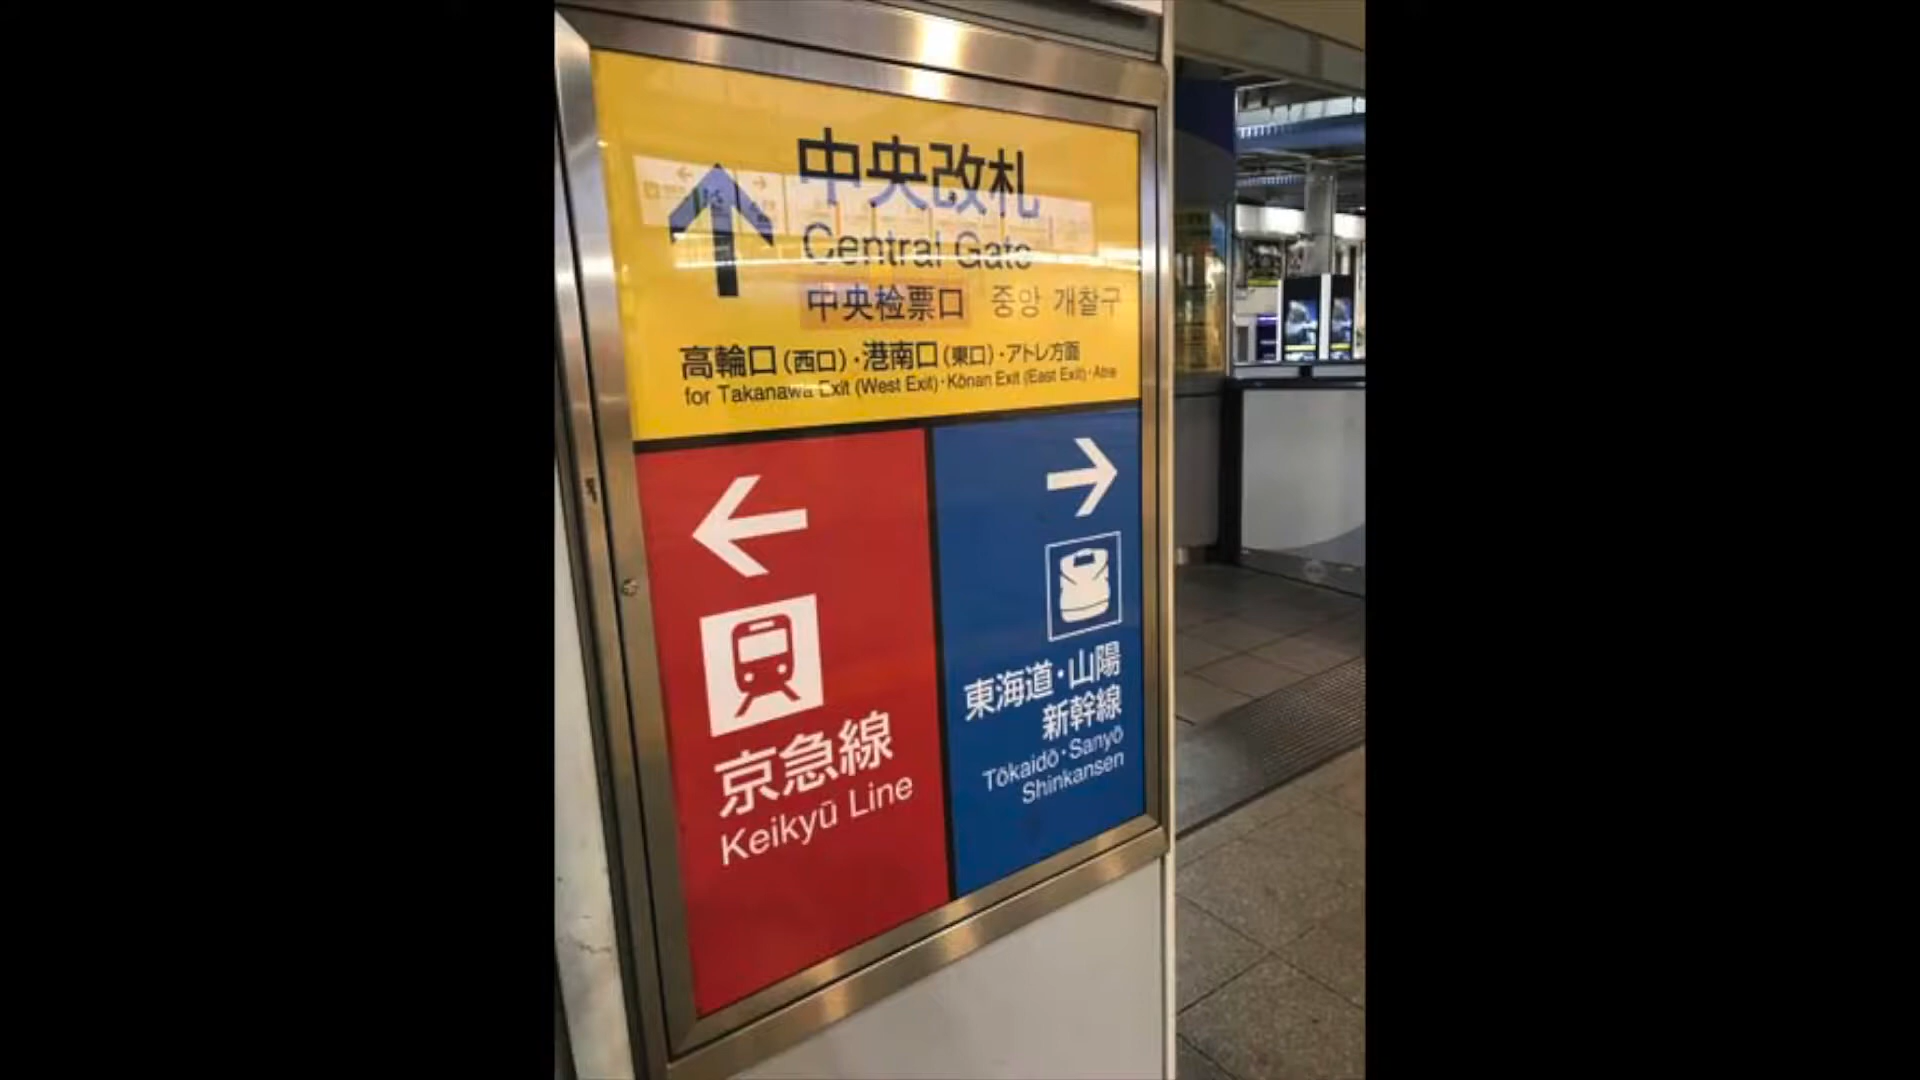 中央改札
Central Gate
中央检票口 중앙 개찰구
高輪口(西口)・港南口(東口)・アトレ方面
for Takanawa Exit (West Exit)・Kōnan Exit (East Exit)・Atre
京急線
Keikyū Line
東海道・山陽
新幹線
Tōkaidō・Sanyō
Shinkansen